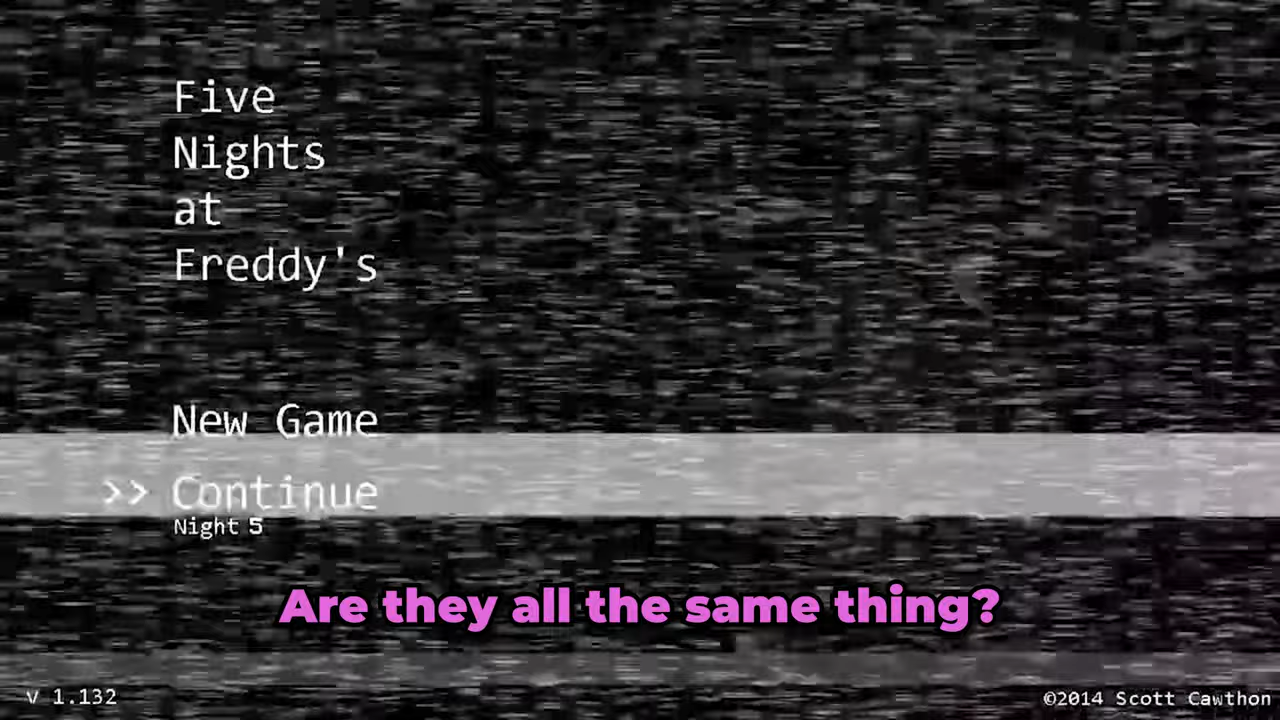 Five
Nights
at
Freddy's
New Game
>> Continue
Night 5
Are they all the same thing?
v 1.132
©2014 Scott Cawthon